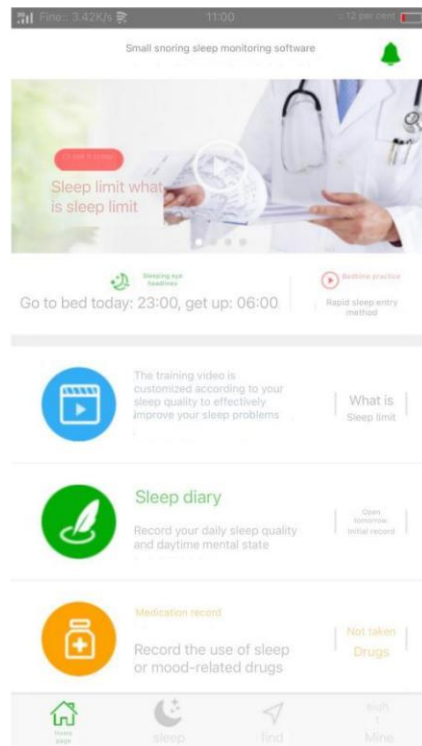 Fine:: 3.42K/s
11:00
12 per cent
Small snoring sleep monitoring software
Sleep limit what
is sleep limit
Sleeping eye
headlines
Go to bed today: 23:00, get up: 06:00
Bedtime practice
Rapid sleep entry
method
The training video is
customized according to your
sleep quality to effectively
improve your sleep problems
What is
Sleep limit
Sleep diary
Record your daily sleep quality
and daytime mental state
Open
tomorrow
initial record
Medication record
Record the use of sleep
or mood-related drugs
Not taken
Drugs
Home
page
sleep
find
Mine